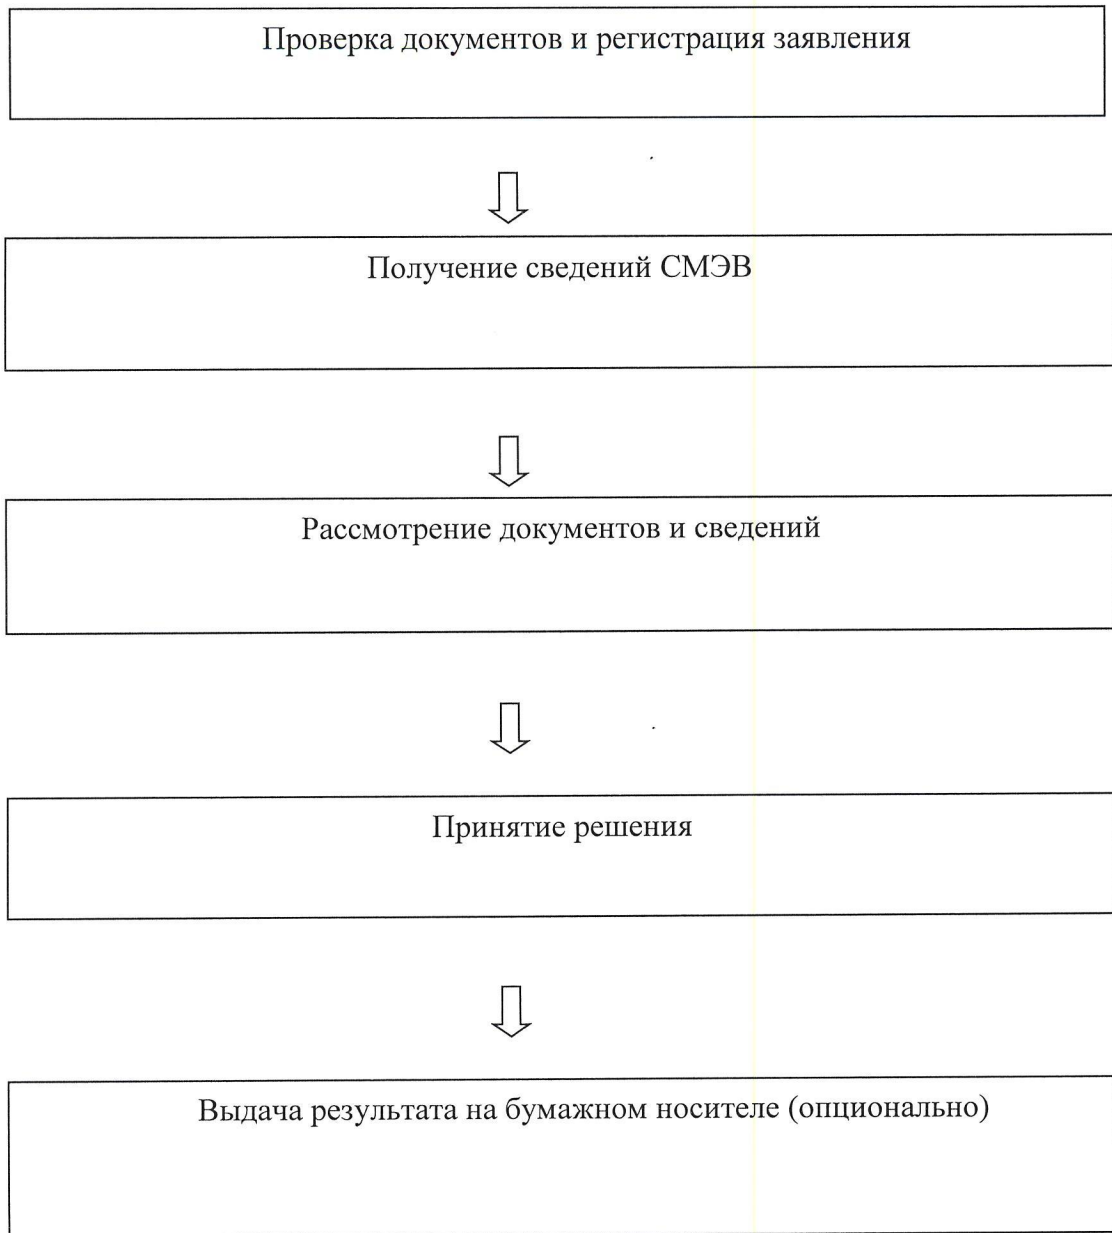 Проверка документов и регистрация заявления
Получение сведений СМЭВ
Рассмотрение документов и сведений
Принятие решения
Выдача результата на бумажном носителе (опционально)